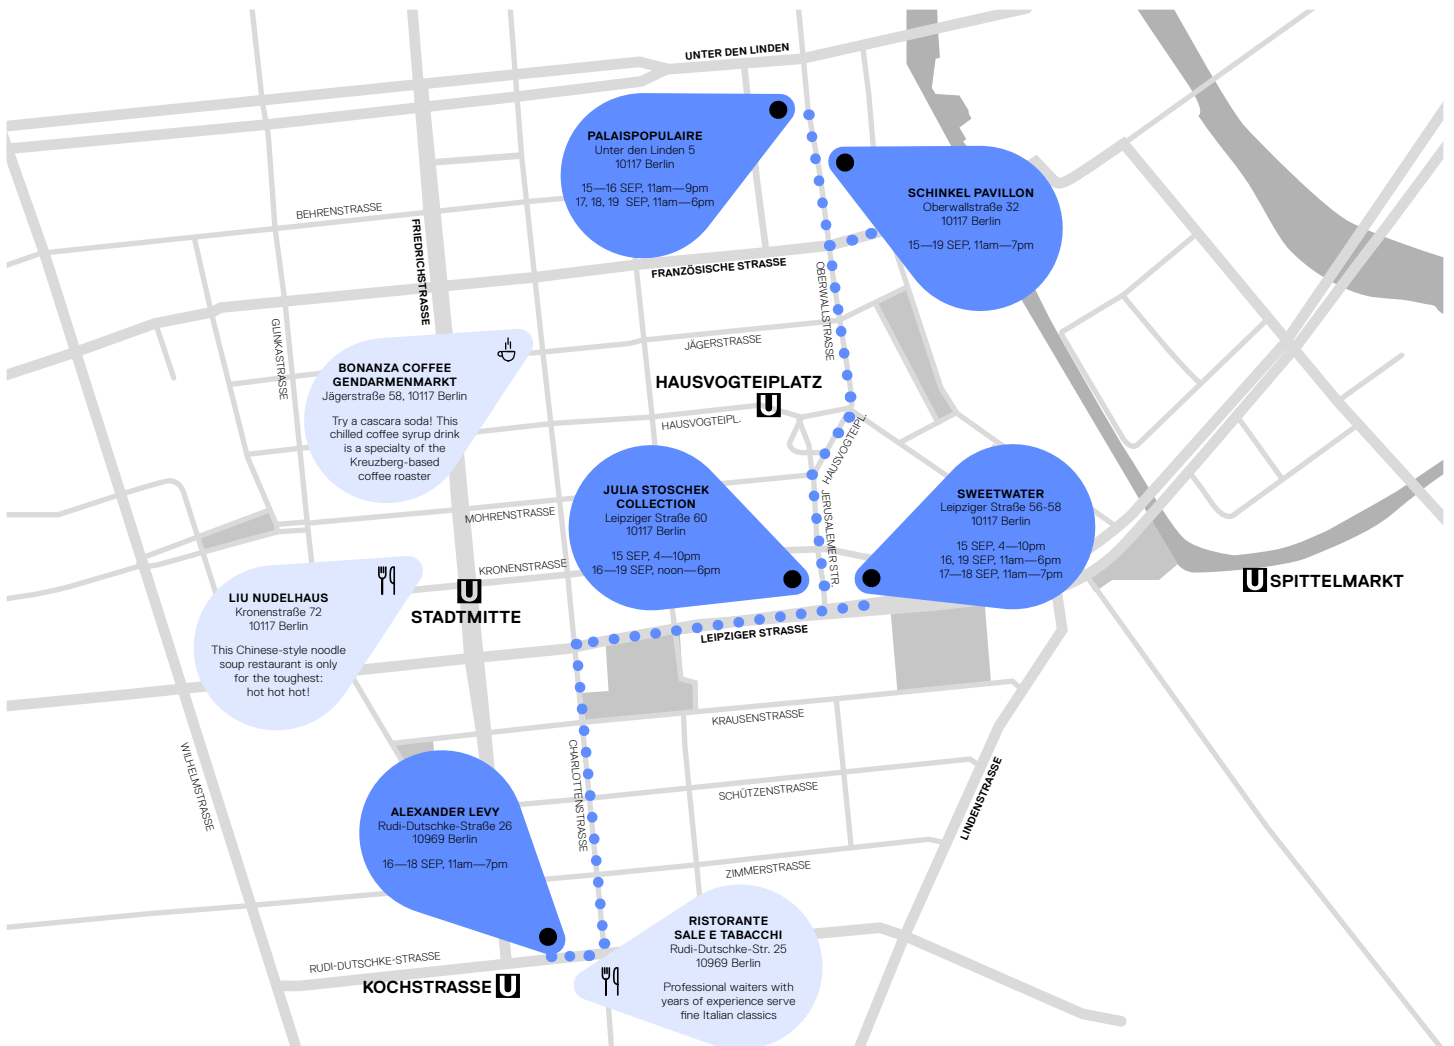 UNTER DEN LINDEN
PALAISPOPULAIRE
Unter den Linden 5
10117 Berlin
15—16 SEP, 11am—9pm
17, 18, 19 SEP, 11am—6pm
SCHINKEL PAVILLON
Oberwallstraße 32
10117 Berlin
15—19 SEP, 11am—7pm
BEHRENSTRASSE
FRIEDRICHSTRASSE
FRANZÖSISCHE STRASSE
OBERWALLSTRASSE
GLINKASTRASSE
JÄGERSTRASSE
BONANZA COFFEE
GENDARMENMARKT
Jägerstraße 58, 10117 Berlin
Try a cascara soda! This
chilled coffee syrup drink
is a specialty of the
Kreuzberg-based
coffee roaster
HAUSVOGTEIPLATZ
U
HAUSVOGTEIPL.
HAUSVOGTEIPL.
JULIA STOSCHEK
COLLECTION
Leipziger Straße 60
10117 Berlin
15 SEP, 4—10pm
16—19 SEP, noon—6pm
JERUSALEMER STR.
SWEETWATER
Leipziger Straße 56-58
10117 Berlin
15 SEP, 4—10pm
16, 19 SEP, 11am—6pm
17—18 SEP, 11am—7pm
MOHRENSTRASSE
KRONENSTRASSE
U
STADTMITTE
U SPITTELMARKT
LIU NUDELHAUS
Kronenstraße 72
10117 Berlin
This Chinese-style noodle
soup restaurant is only
for the toughest:
hot hot hot!
LEIPZIGER STRASSE
KRAUSENSTRASSE
WILHELMSTRASSE
CHARLOTTENSTRASSE
SCHÜTZENSTRASSE
LINDENSTRASSE
ALEXANDER LEVY
Rudi-Dutschke-Straße 26
10969 Berlin
16—18 SEP, 11am—7pm
ZIMMERSTRASSE
RISTORANTE
SALE E TABACCHI
Rudi-Dutschke-Str. 25
10969 Berlin
Professional waiters with
years of experience serve
fine Italian classics
RUDI-DUTSCHKE-STRASSE
KOCHSTRASSE U